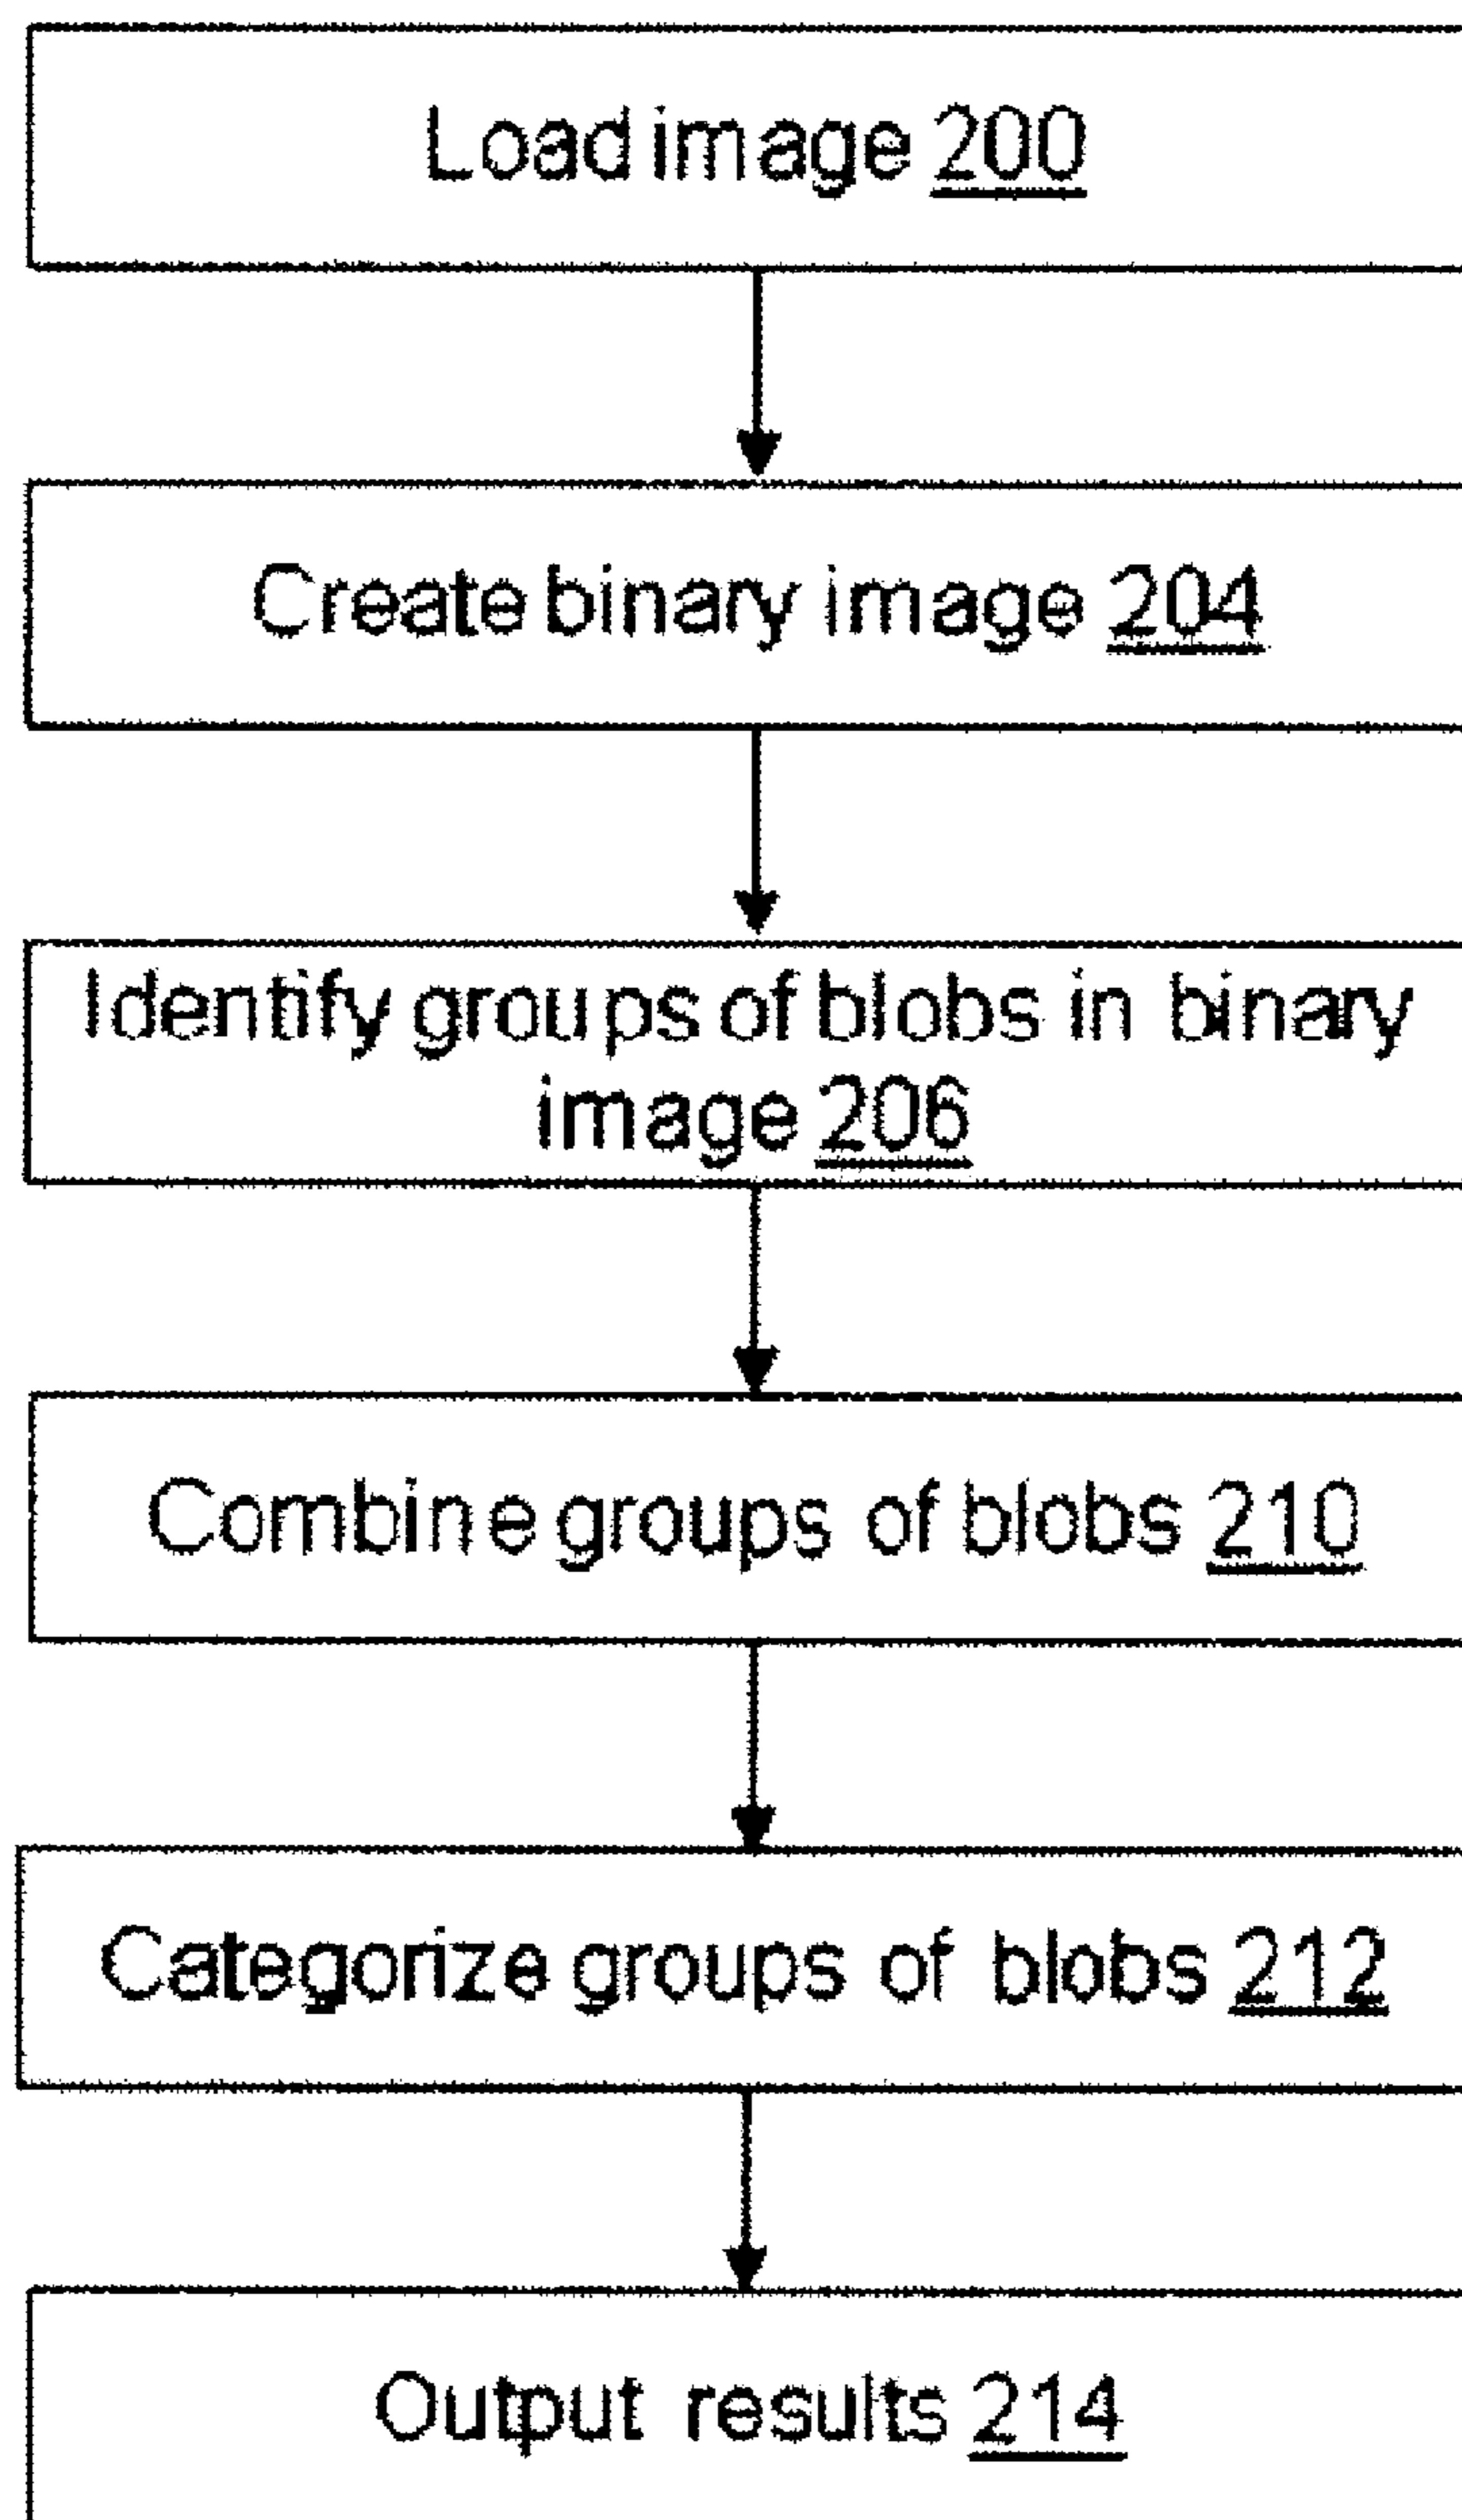 Load image 200
Create binary image 204
Identify groups of blobs in binary
image 206
Combine groups of blobs 210
Categorize groups of blobs 212
Output results 214